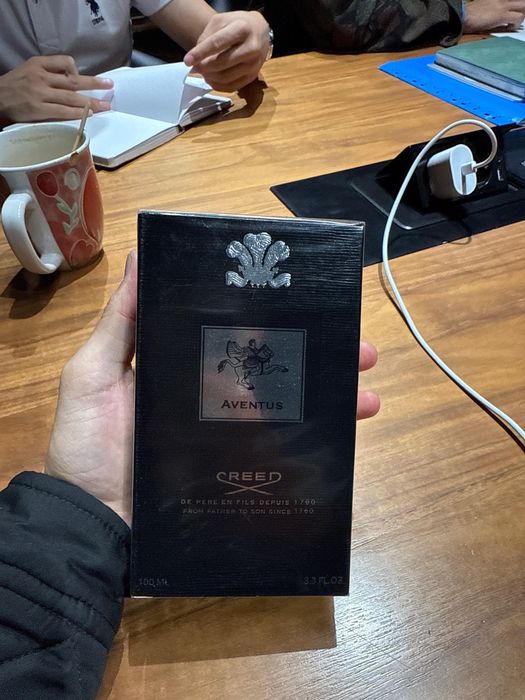 AVENTUS
CREED
DE PERE EN FILS DEPUIS 1760
FROM FATHER TO SON SINCE 1760
100 ML
3.3 FL.OZ